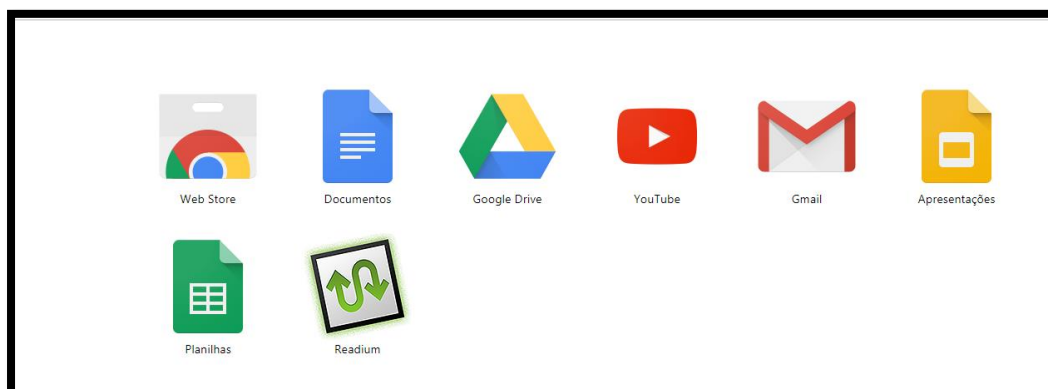 Web Store
Documentos
Google Drive
YouTube
Gmail
Apresentações
Planilhas
Readium